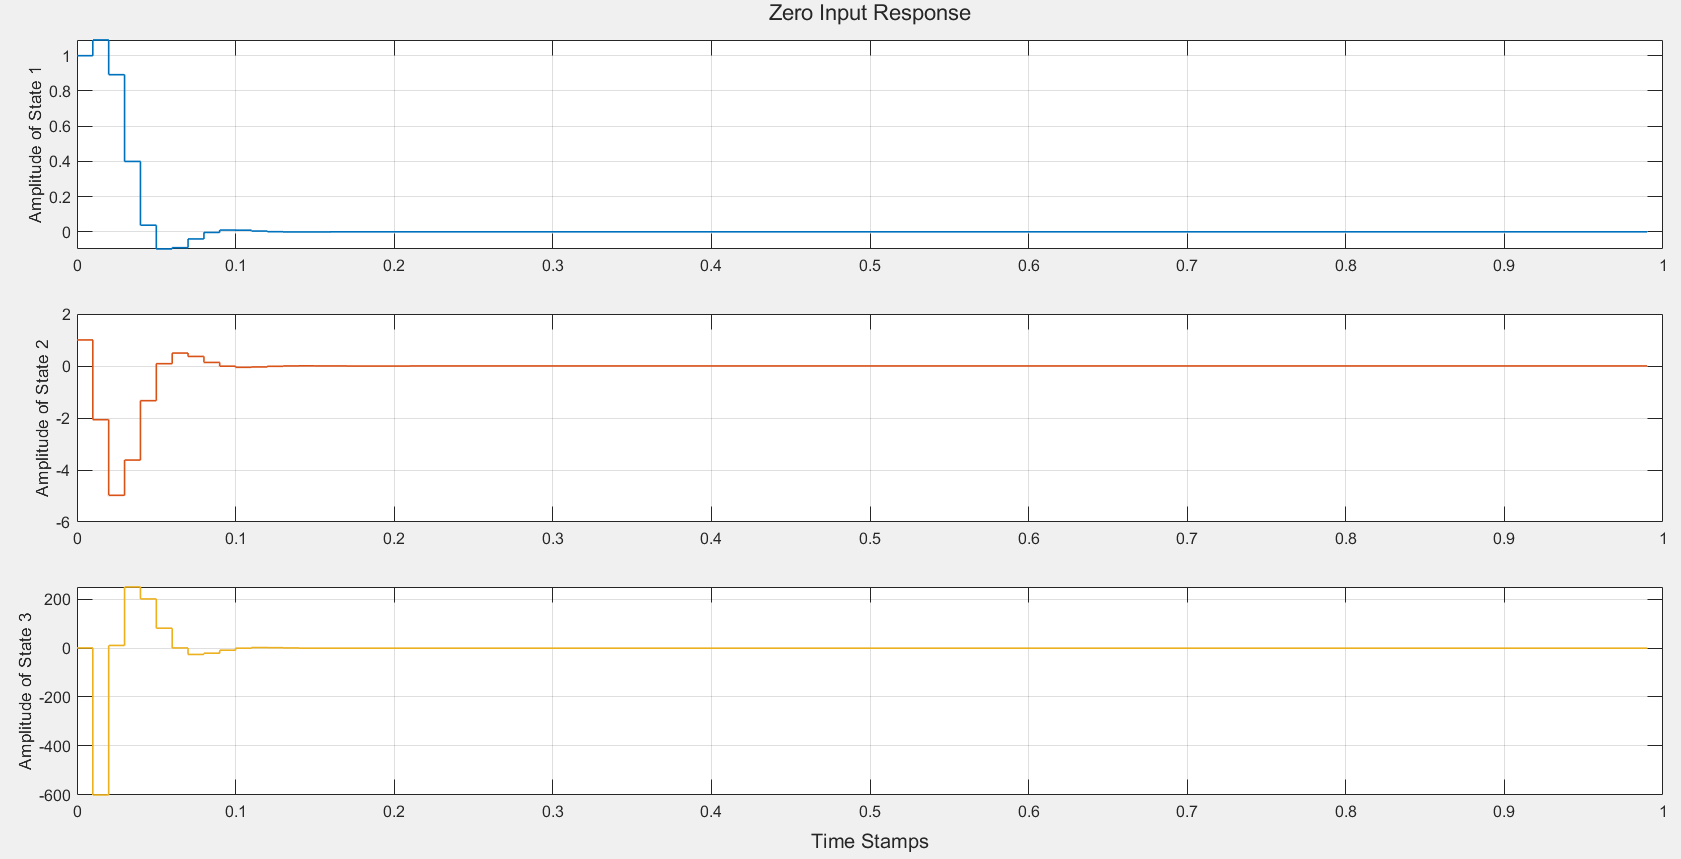 Zero Input Response
Amplitude of State 1
1
0.8
0.6
0.4
0.2
0
0 0.1 0.2 0.3 0.4 0.5 0.6 0.7 0.8 0.9 1
Amplitude of State 2
2
0
-2
-4
-6
0 0.1 0.2 0.3 0.4 0.5 0.6 0.7 0.8 0.9 1
Amplitude of State 3
200
0
-200
-400
-600
0 0.1 0.2 0.3 0.4 0.5 0.6 0.7 0.8 0.9 1
Time Stamps